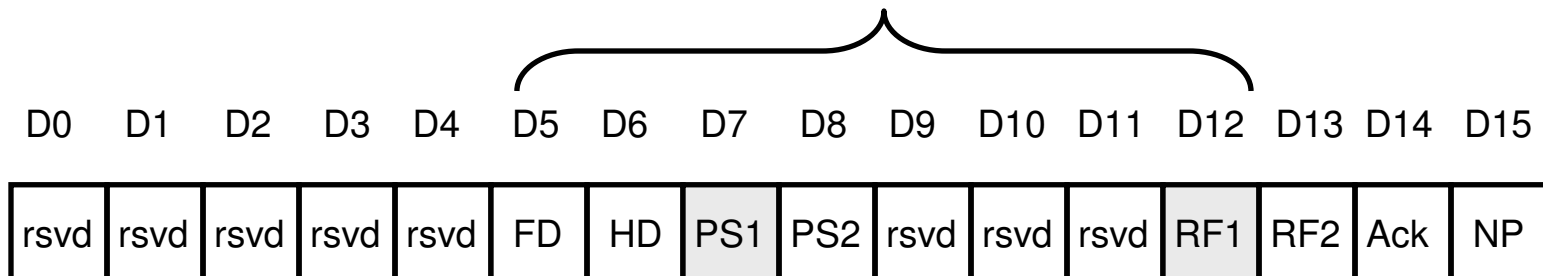 D0 D1 D2 D3 D4 D5 D6 D7 D8 D9 D10 D11 D12 D13 D14 D15
rsvd rsvd rsvd rsvd rsvd FD HD PS1 PS2 rsvd rsvd rsvd RF1 RF2 Ack NP